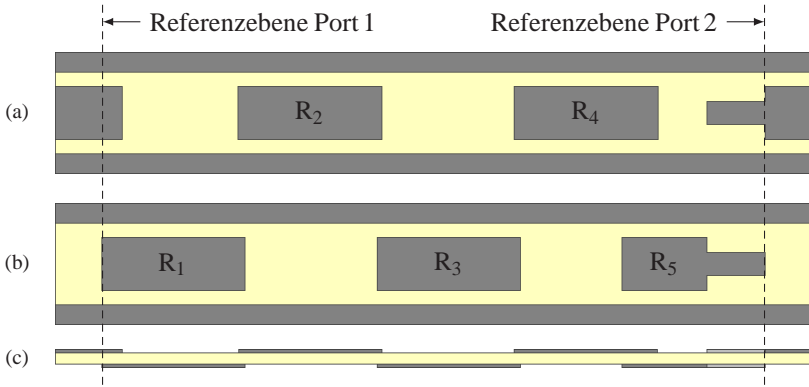 Referenzebene Port 1
Referenzebene Port 2
(a)
R2
R4
(b)
R1
R3
R5
(c)